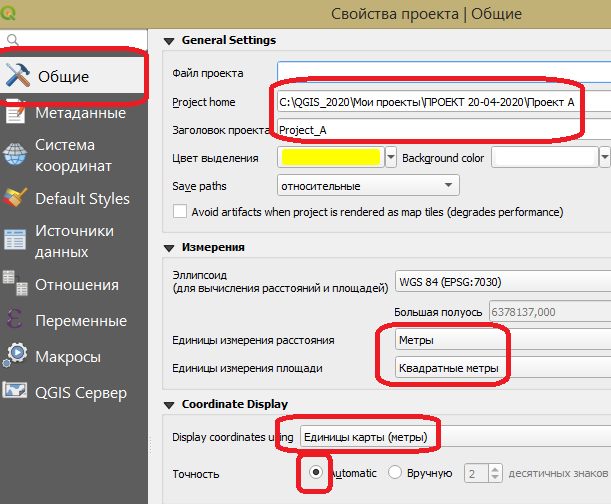 Свойства проекта | Общие
Общие
Метаданные
Система
координат
Default Styles
Источники
данных
Отношения
Переменные
Макросы
QGIS Сервер
General Settings
Файл проекта
Project home C:\QGIS_2020\Мои проекты\ПРОЕКТ 20-04-2020\Проект А
Заголовок проекта Project_A
Цвет выделения Background color
Save paths относительные
Avoid artifacts when project is rendered as map tiles (degrades performance)
Измерения
Эллипсоид
(для вычисления расстояний и площадей) WGS 84 (EPSG:7030)
Большая полуось 6378137,000
Единицы измерения расстояния Метры
Единицы измерения площади Квадратные метры
Coordinate Display
Display coordinates using Единицы карты (метры)
Точность Automatic Вручную 2 десятичных знаков